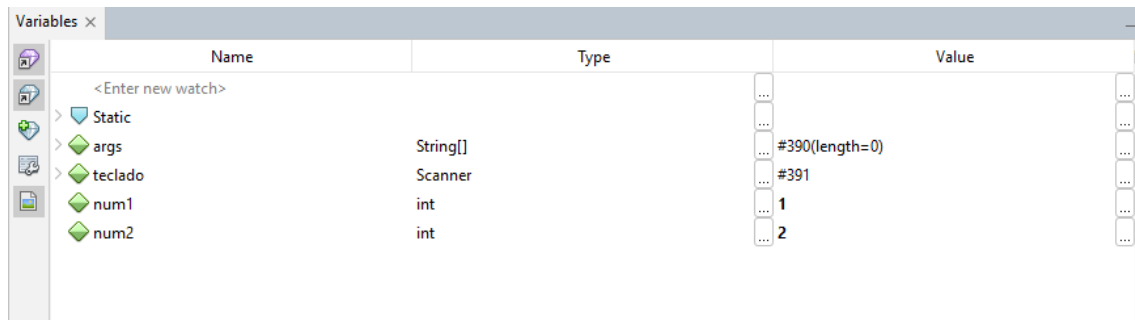 Variables ×
Name Type Value
<Enter new watch> ... ...
Static ... ...
args String[] ... #390(length=0) ...
teclado Scanner ... #391 ...
num1 int ... 1 ...
num2 int ... 2 ...